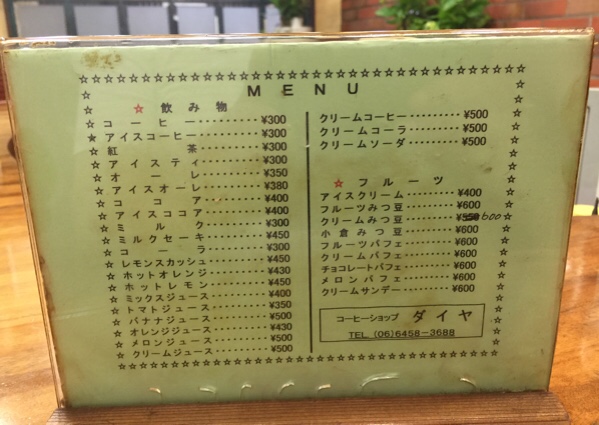 MENU
☆ 飲み物
☆ コーヒー・・・・・・・・¥300
★ アイスコーヒー・・・・・・・・¥300
☆ 紅茶・・・・・・・・¥300
☆ アイスティ・・・・・・・・¥300
☆ オーレ・・・・・・・・¥350
☆ アイスオーレ・・・・・・・・¥380
☆ ココア・・・・・・・・¥400
☆ アイスココア・・・・・・・・¥400
☆ ミルク・・・・・・・・¥300
☆ ミルクセーキ・・・・・・・・¥450
☆ コーラ・・・・・・・・¥300
☆ レモンスカッシュ・・・・・・・・¥450
☆ ホットオレンジ・・・・・・・・¥430
☆ ホットレモン・・・・・・・・¥450
☆ ミックスジュース・・・・・・・・¥400
☆ トマトジュース・・・・・・・・¥350
☆ バナナジュース・・・・・・・・¥500
☆ オレンジジュース・・・・・・・・¥430
☆ メロンジュース・・・・・・・・¥500
☆ クリームジュース・・・・・・・・¥500
クリームコーヒー・・・・・・・・¥500
クリームコーラ・・・・・・・・¥500
クリームソーダ・・・・・・・・¥500
☆ フルーツ
アイスクリーム・・・・・・・・¥400
フルーツみつ豆・・・・・・・・¥600
クリームみつ豆・・・・・・・・¥550 600
小倉みつ豆・・・・・・・・¥600
フルーツパフェ・・・・・・・・¥600
クリームパフェ・・・・・・・・¥600
チョコレートパフェ・・・・・・・・¥600
メロンパフェ・・・・・・・・¥600
クリームサンデー・・・・・・・・¥600
コーヒーショップ ダイヤ
TEL (06)6458-3688